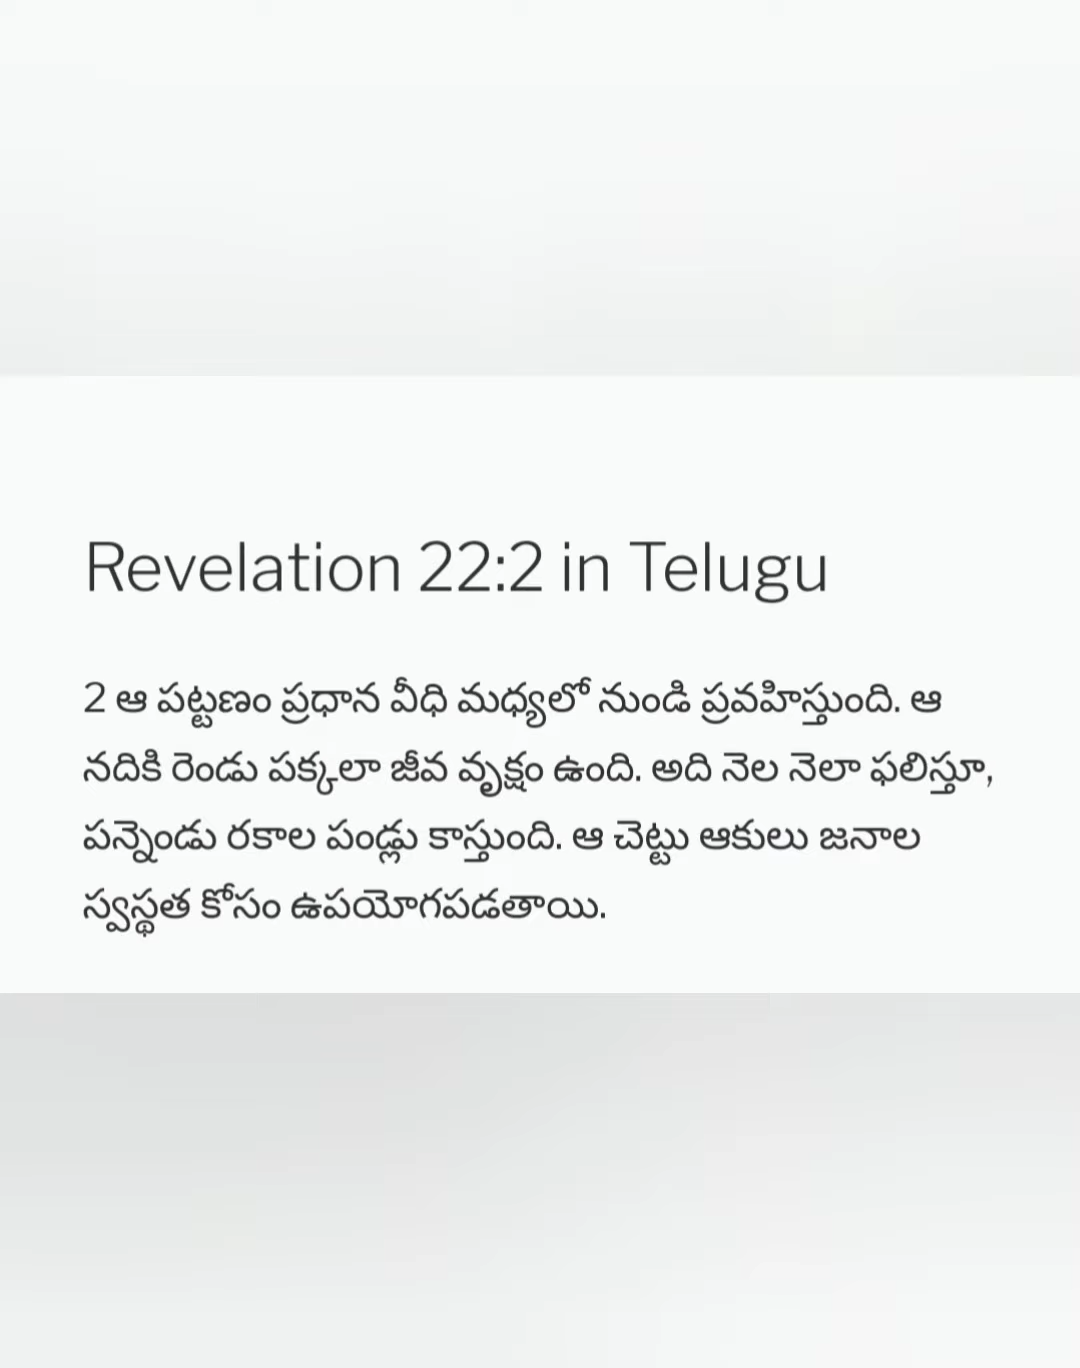 Revelation 22:2 in Telugu
2 ఆ పట్టణం ప్రధాన వీధి మధ్యలో నుండి ప్రవహిస్తుంది. ఆ
నదికి రెండు పక్కలా జీవ వృక్షం ఉంది. అది నెల నెలా ఫలిస్తూ,
పన్నెండు రకాల పండ్లు కాస్తుంది. ఆ చెట్టు ఆకులు జనాల
స్వస్థత కోసం ఉపయోగపడతాయి.